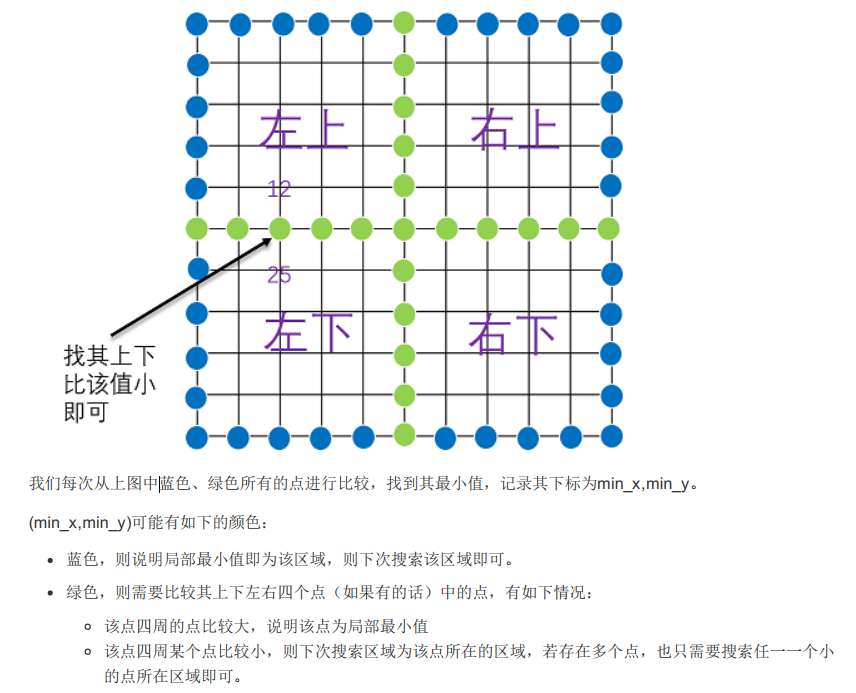 左上
右上
12
25
左下
右下
找其上下
比该值小
即可
我们每次从上图中蓝色、绿色所有的点进行比较，找到其最小值，记录其下标为min_x,min_y。
(min_x,min_y)可能有如下的颜色：
蓝色，则说明局部最小值即为该区域，则下次搜索该区域即可。
绿色，则需要比较其上下左右四个点（如果有的话）中的点，有如下情况：
该点四周的点比较大，说明该点为局部最小值
该点四周某个点比较小，则下次搜索区域为该点所在的区域，若存在多个点，也只需要搜索任一一个小
的点所在区域即可。